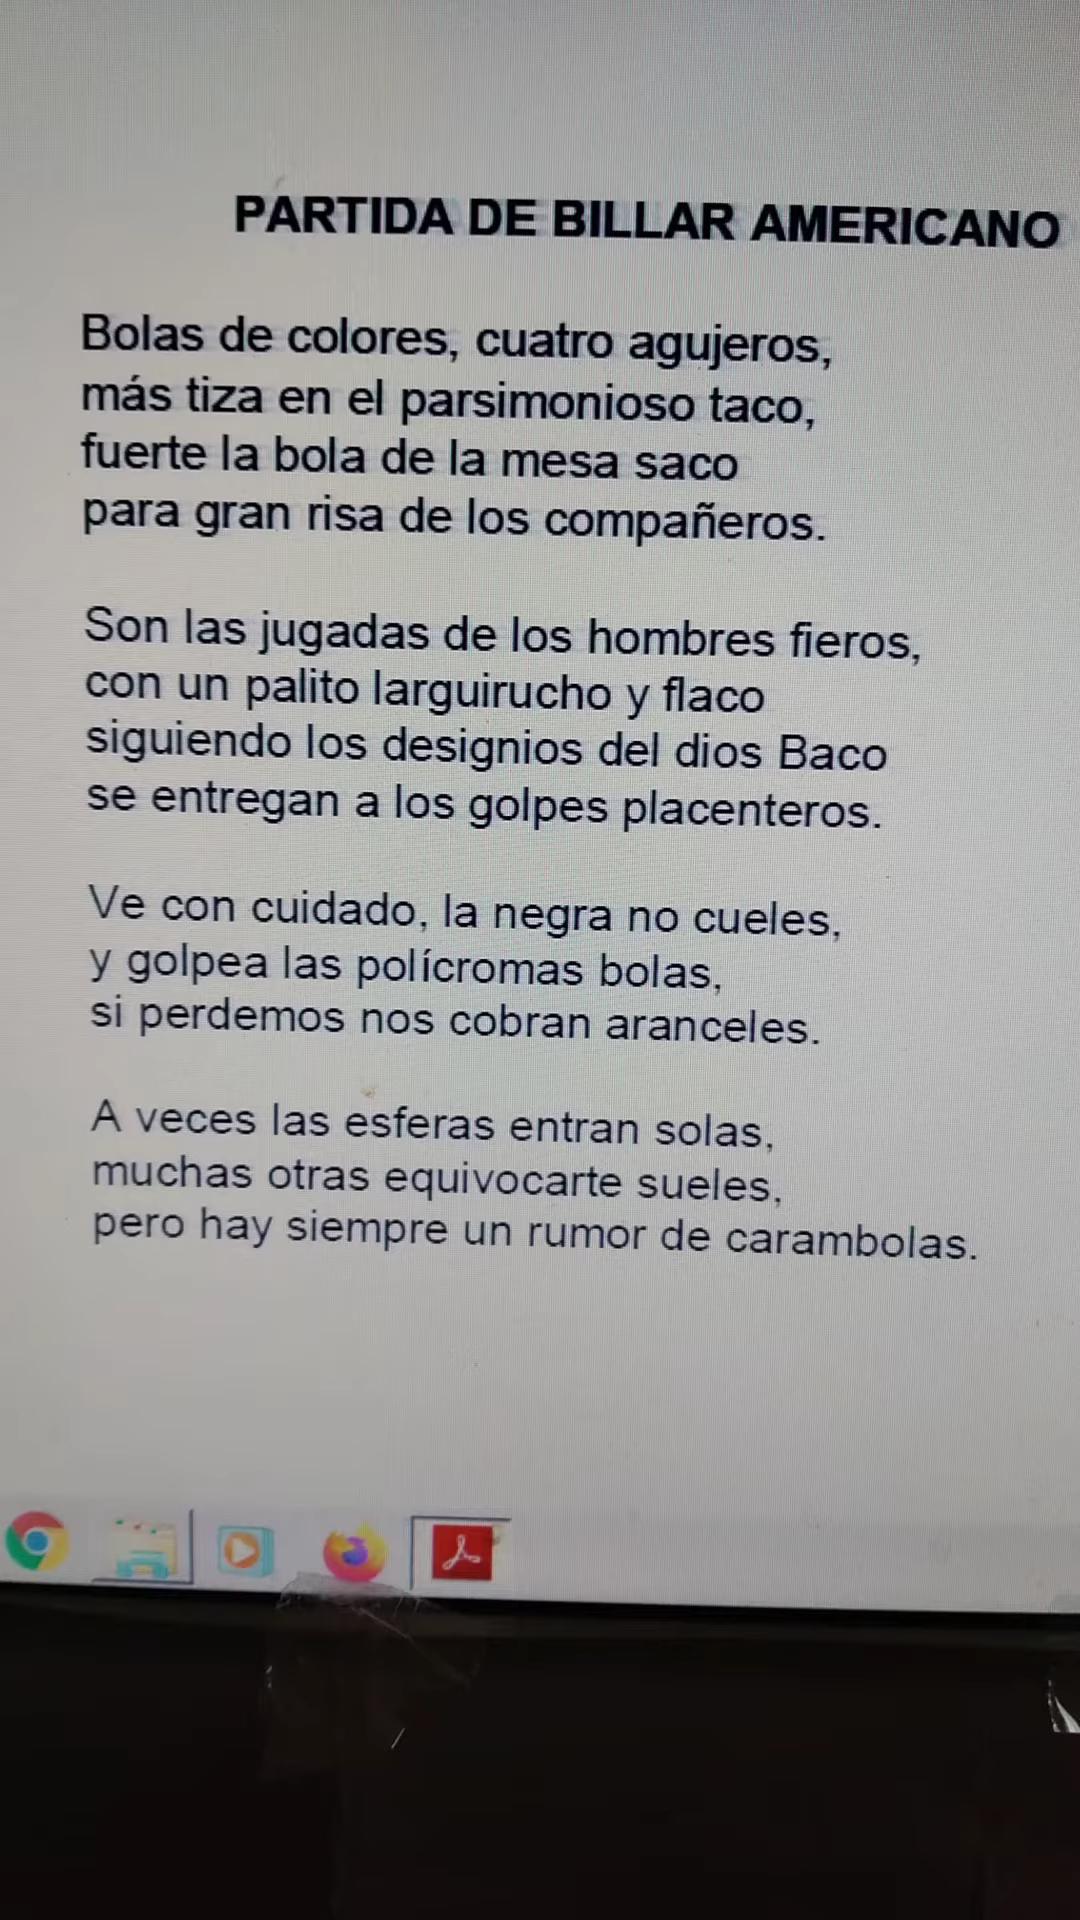 PARTIDA DE BILLAR AMERICANO
Bolas de colores, cuatro agujeros,
más tiza en el parsimonioso taco,
fuerte la bola de la mesa saco
para gran risa de los compañeros.
Son las jugadas de los hombres fieros,
con un palito larguirucho y flaco
siguiendo los designios del dios Baco
se entregan a los golpes placenteros.
Ve con cuidado, la negra no cueles,
y golpea las polícromas bolas,
si perdemos nos cobran aranceles.
A veces las esferas entran solas,
muchas otras equivocarte sueles,
pero hay siempre un rumor de carambolas.